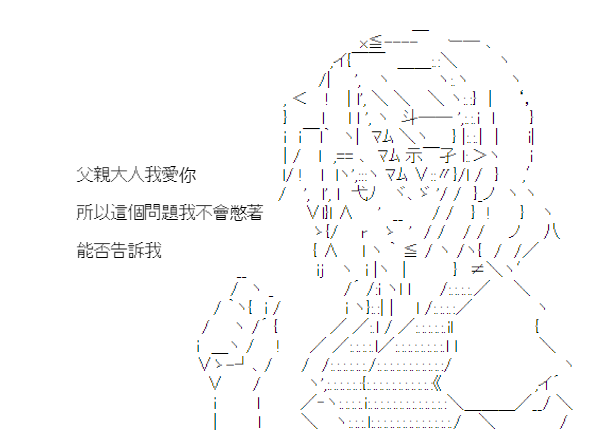 父親大人我愛你
所以這個問題我不會憋著
能否告訴我